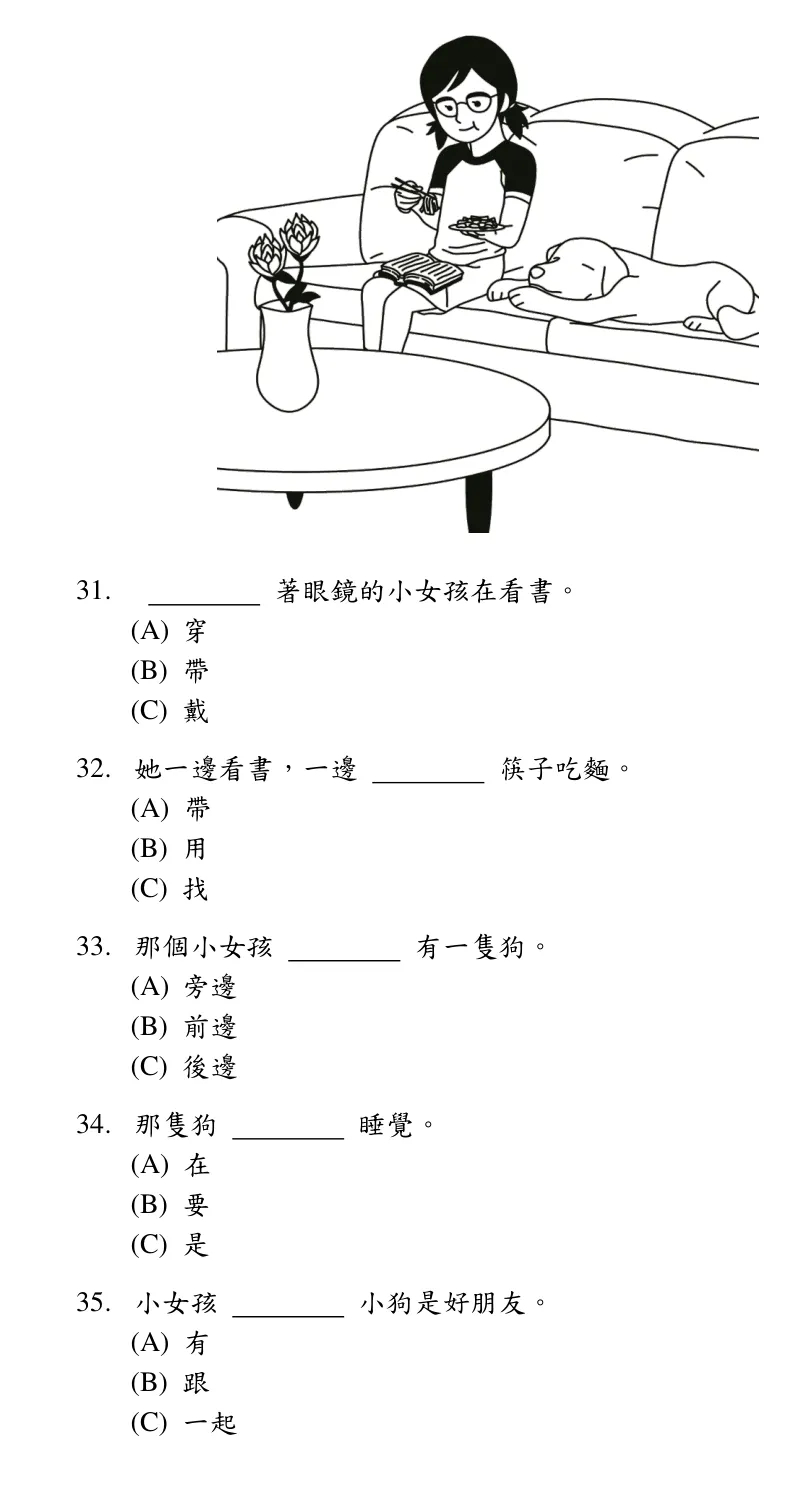 31. ________ 著眼鏡的小女孩在看書。
(A) 穿
(B) 帶
(C) 戴
32. 她一邊看書，一邊 ________ 筷子吃麵。
(A) 帶
(B) 用
(C) 找
33. 那個小女孩 ________ 有一隻狗。
(A) 旁邊
(B) 前邊
(C) 後邊
34. 那隻狗 ________ 睡覺。
(A) 在
(B) 要
(C) 是
35. 小女孩 ________ 小狗是好朋友。
(A) 有
(B) 跟
(C) 一起